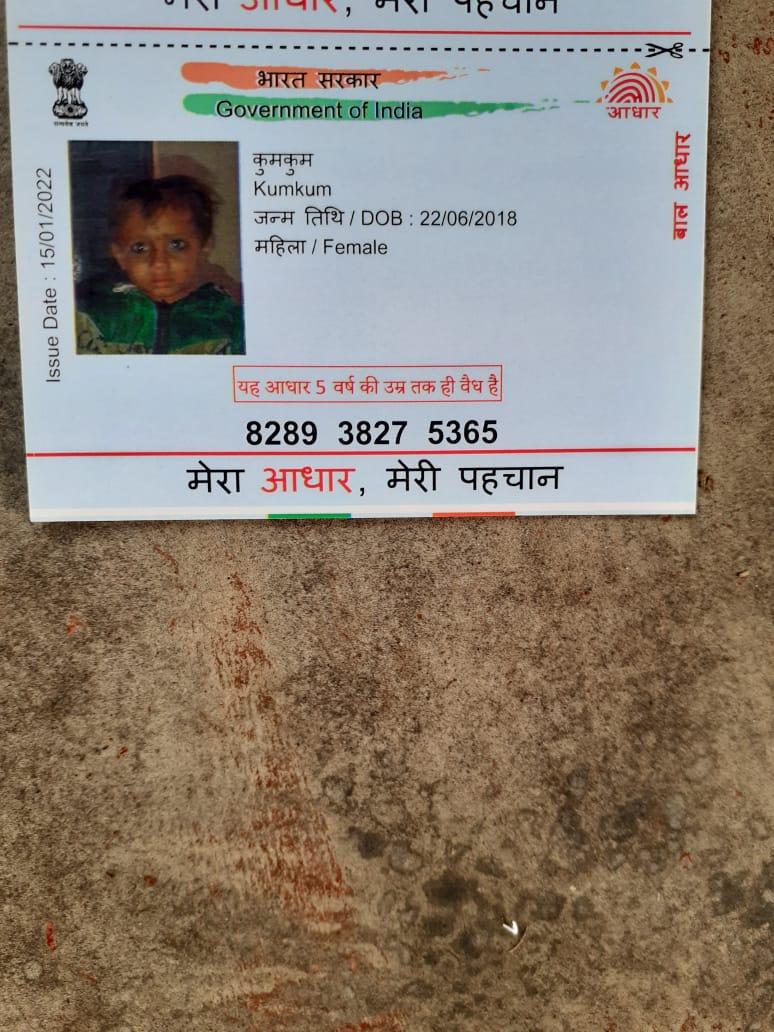 मेरा आधार, मेरी पहचान
भारत सरकार
Government of India
सत्यमेव जयते
आधार
बाल आधार
Issue Date : 15/01/2022
कुमकुम
Kumkum
जन्म तिथि / DOB : 22/06/2018
महिला / Female
यह आधार 5 वर्ष की उम्र तक ही वैध है
8289 3827 5365
मेरा आधार, मेरी पहचान